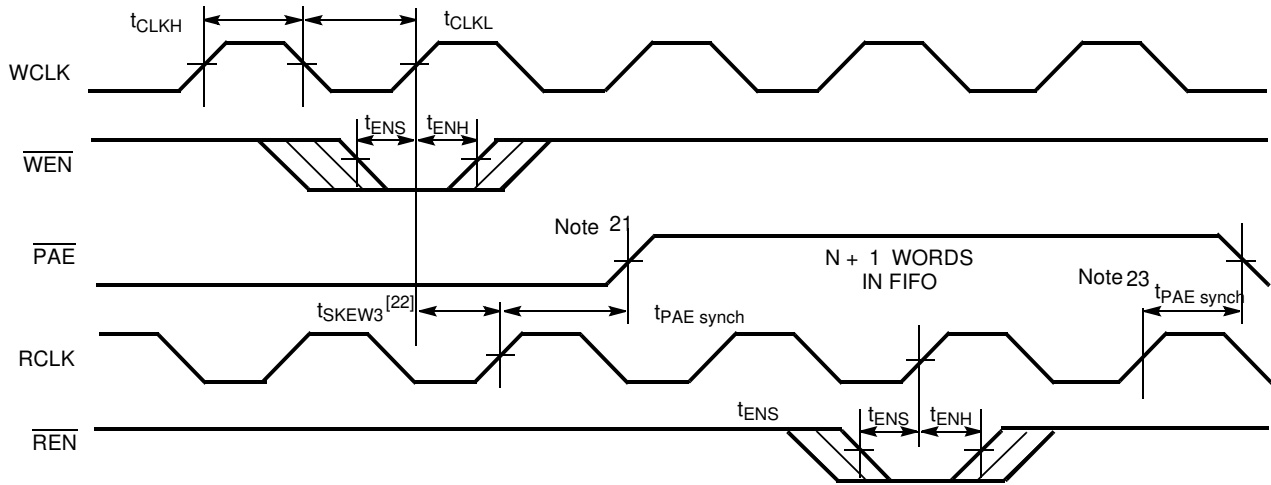 tCLKH tCLKL
WCLK
tENS tENH
WEN
Note 21
PAE
N + 1 WORDS
IN FIFO
Note 23
tPAE synch
tSKEW3[22] tPAE synch
RCLK
tENS tENS tENH
REN